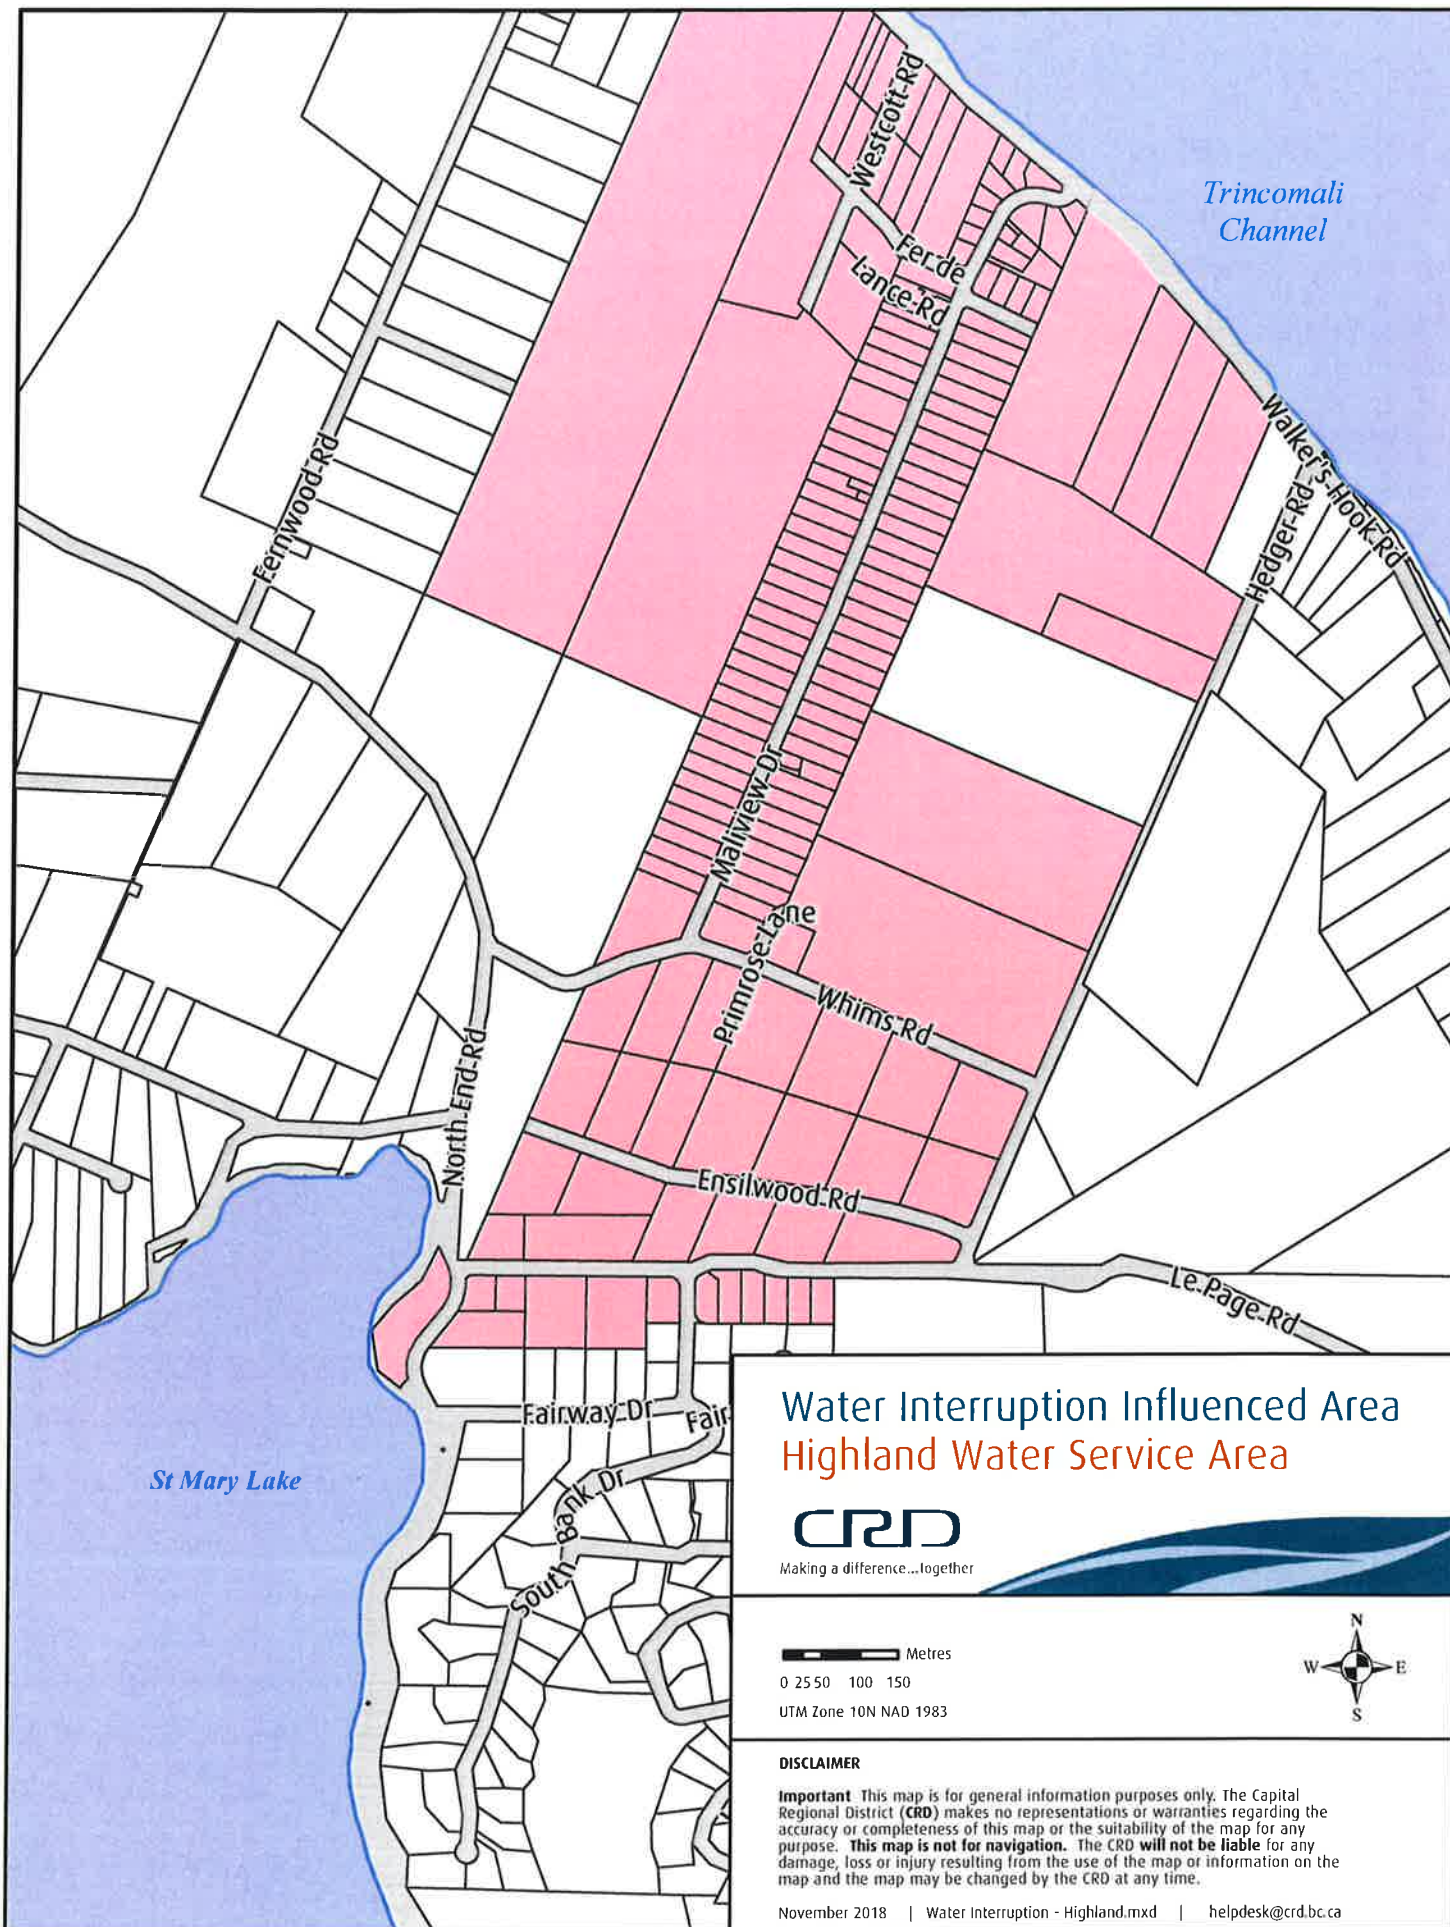 Westcott Rd
Trincomali
Channel
Fer de
Lance Rd
Walker's Hook Rd
Fernwood Rd
Hedger Rd
Maliview Dr
Primrose Lane
Whims Rd
North End Rd
Ensilwood Rd
Le Page Rd
Fairway Dr
Fair
St Mary Lake
South Bank Dr
Water Interruption Influenced Area
Highland Water Service Area
CRD
Making a difference...together
Metres
0 25 50 100 150
UTM Zone 10N NAD 1983
N
W E
S
DISCLAIMER
Important This map is for general information purposes only. The Capital
Regional District (CRD) makes no representations or warranties regarding the
accuracy or completeness of this map or the suitability of the map for any
purpose. This map is not for navigation. The CRD will not be liable for any
damage, loss or injury resulting from the use of the map or information on the
map and the map may be changed by the CRD at any time.
November 2018 | Water Interruption - Highland.mxd | helpdesk@crd.bc.ca